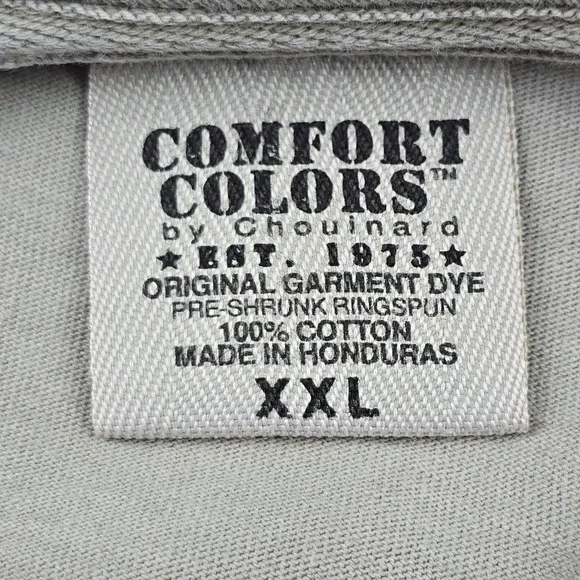 COMFORT
COLORS™
by Chouinard
★ EST. 1975 ★
ORIGINAL GARMENT DYE
PRE-SHRUNK RINGSPUN
100% COTTON
MADE IN HONDURAS
XXL